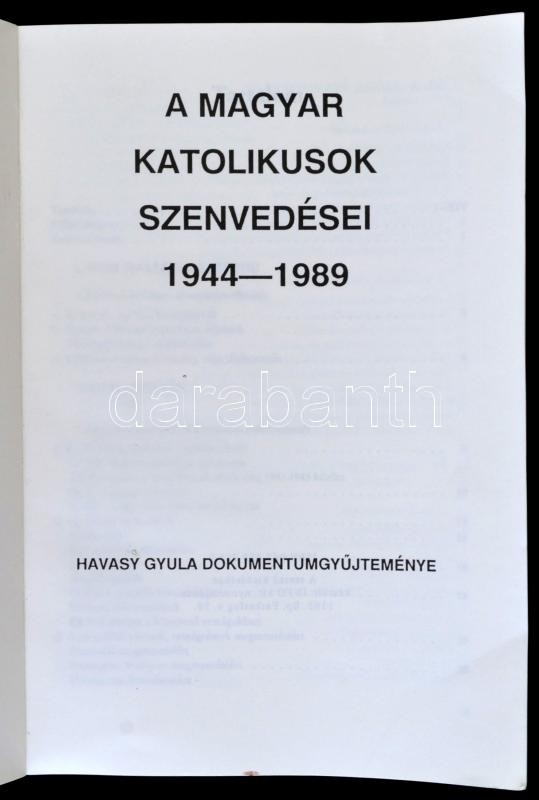 A MAGYAR
KATOLIKUSOK
SZENVEDÉSEI
1944—1989
darabanth
HAVASY GYULA DOKUMENTUMGYŰJTEMÉNYE